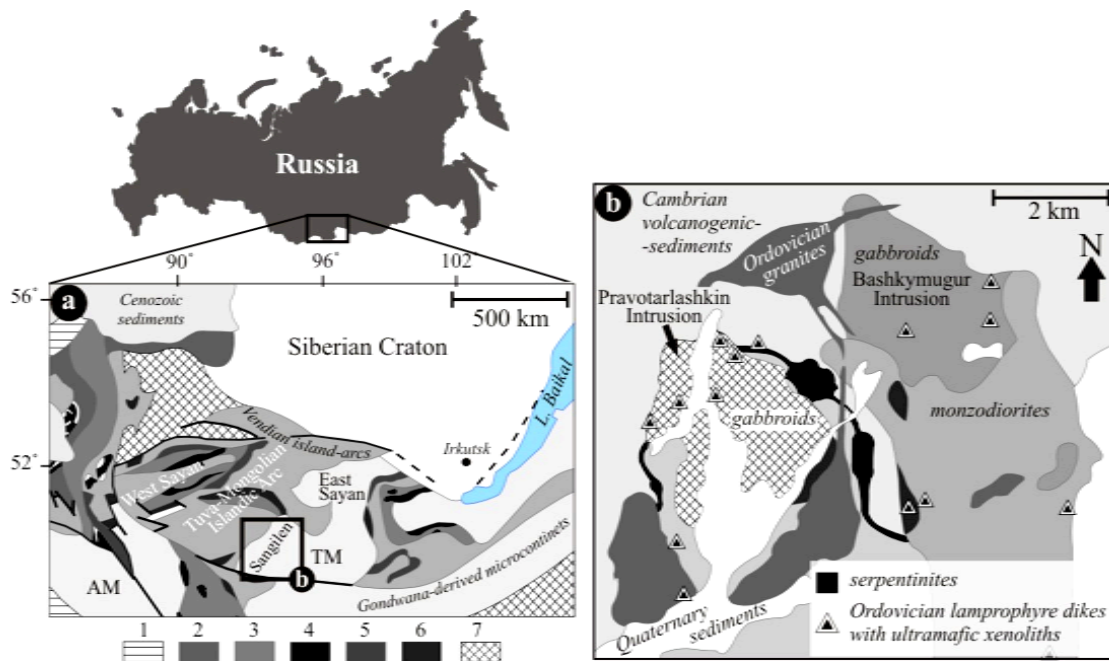 Russia
90
96
102
56°
52°
a
Cenozoic
sediments
500 km
Siberian Craton
L. Baikal
Irkutsk
Vendian island-arcs
West Sayan
Tuva-Mongolian
Islandic Arc
East
Sayan
Sangilen
TM
b
AM
Gondwana-derived microcontinets
1 2 3 4 5 6 7
b
Cambrian
volcanogenic-
-sediments
2 km
N
Ordovician
granites
gabbroids
Bashkymugur
Intrusion
Pravotarlashkin
Intrusion
gabbroids
monzodiorites
Quaternary
sediments
serpentinites
Ordovician lamprophyre dikes
with ultramafic xenoliths